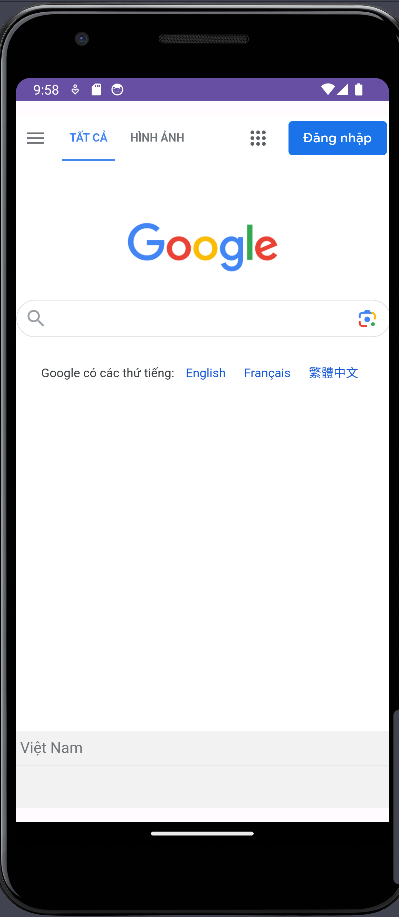 9:58
TẤT CẢ HÌNH ẢNH Đăng nhập
Google
Google có các thứ tiếng: English Français 繁體中文
Việt Nam